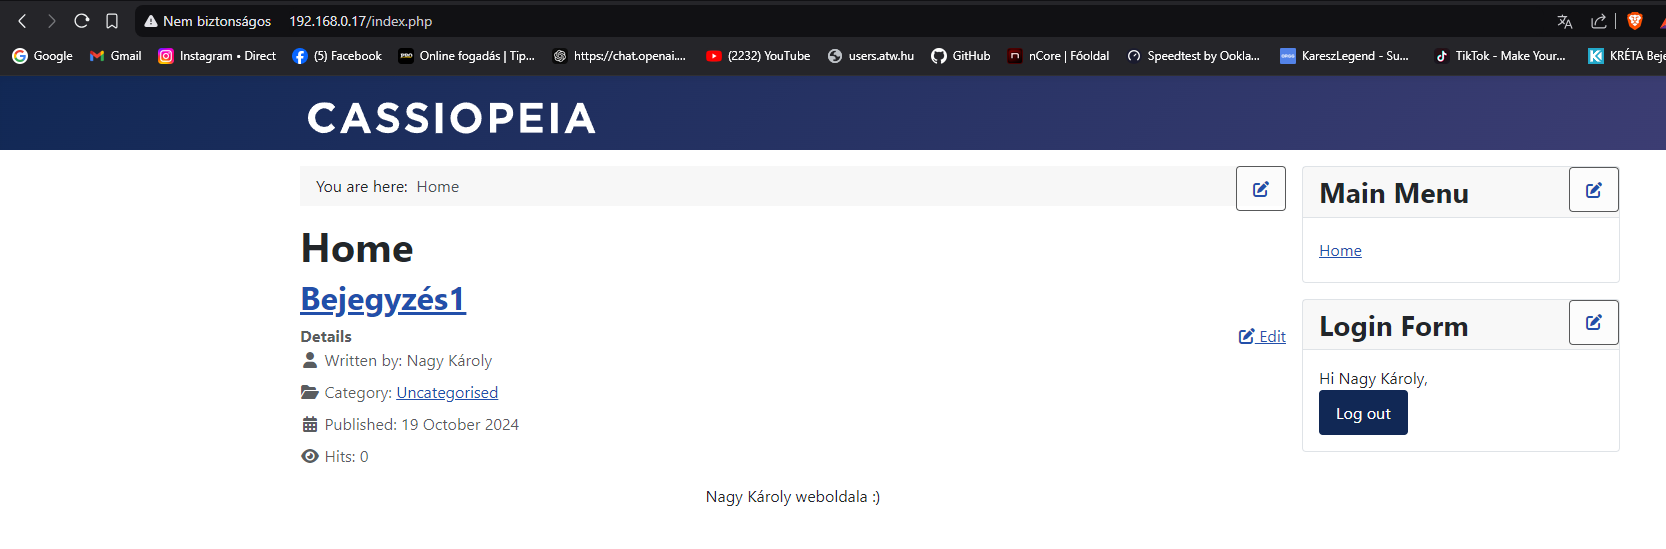 Nem biztonságos 192.168.0.17/index.php
Google Gmail Instagram • Direct (5) Facebook PRO Online fogadás | Tip... https://chat.openai.... (2232) YouTube users.atw.hu GitHub n nCore | Főoldal Speedtest by Ookla... KareszLegend - Su... TikTok - Make Your... KRÉTA Beje
CASSIOPEIA
You are here: Home
Home
Bejegyzés1
Details
Edit
Written by: Nagy Károly
Category: Uncategorised
Published: 19 October 2024
Hits: 0
Nagy Károly weboldala :)
Main Menu
Home
Login Form
Hi Nagy Károly,
Log out